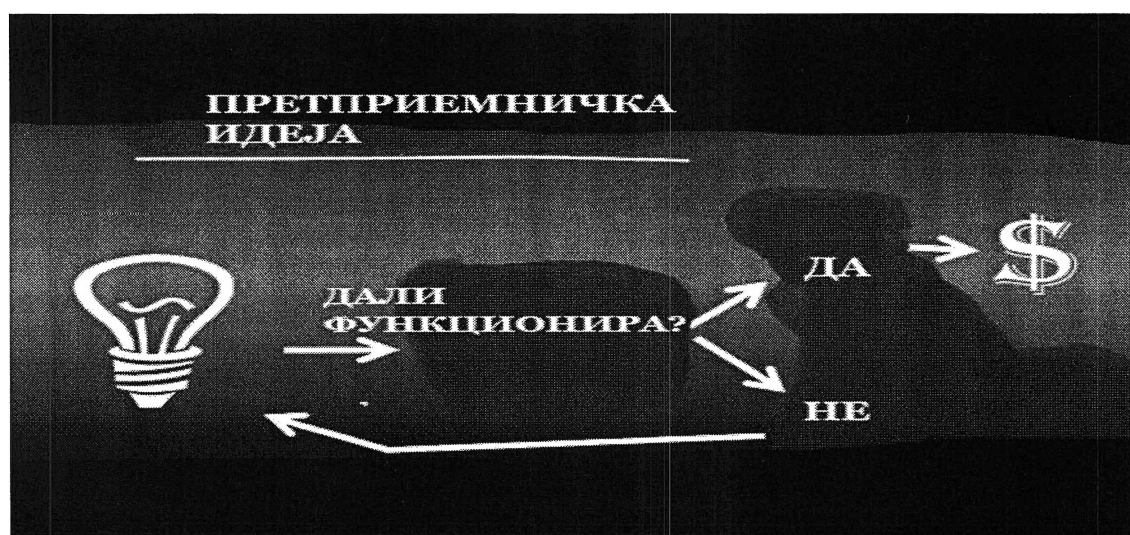 ПРЕТПРИЕМНИЧКА
ИДЕЈА
ДАЛИ
ФУНКЦИОНИРА?
ДА
$
НЕ